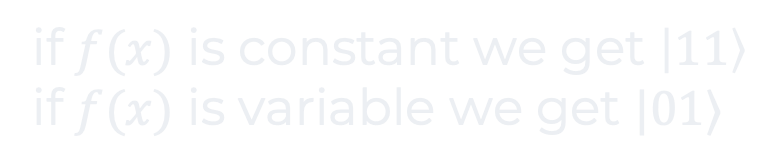 if f(x) is constant we get |11⟩
if f(x) is variable we get |01⟩